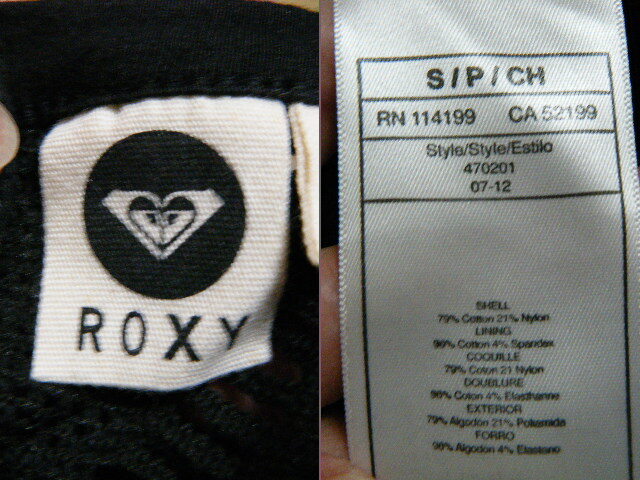 ROXY
S/P/CH
RN 114199 CA 52199
Style/Style/Estilo
470201
07-12
SHELL
79% Cotton 21% Nylon
LINING
96% Cotton 4% Spandex
COQUILLE
79% Coton 21 Nylon
DOUBLURE
96% Coton 4% Elasthanne
EXTERIOR
79% Algodon 21% Poliamida
FORRO
96% Algodon 4% Elastano